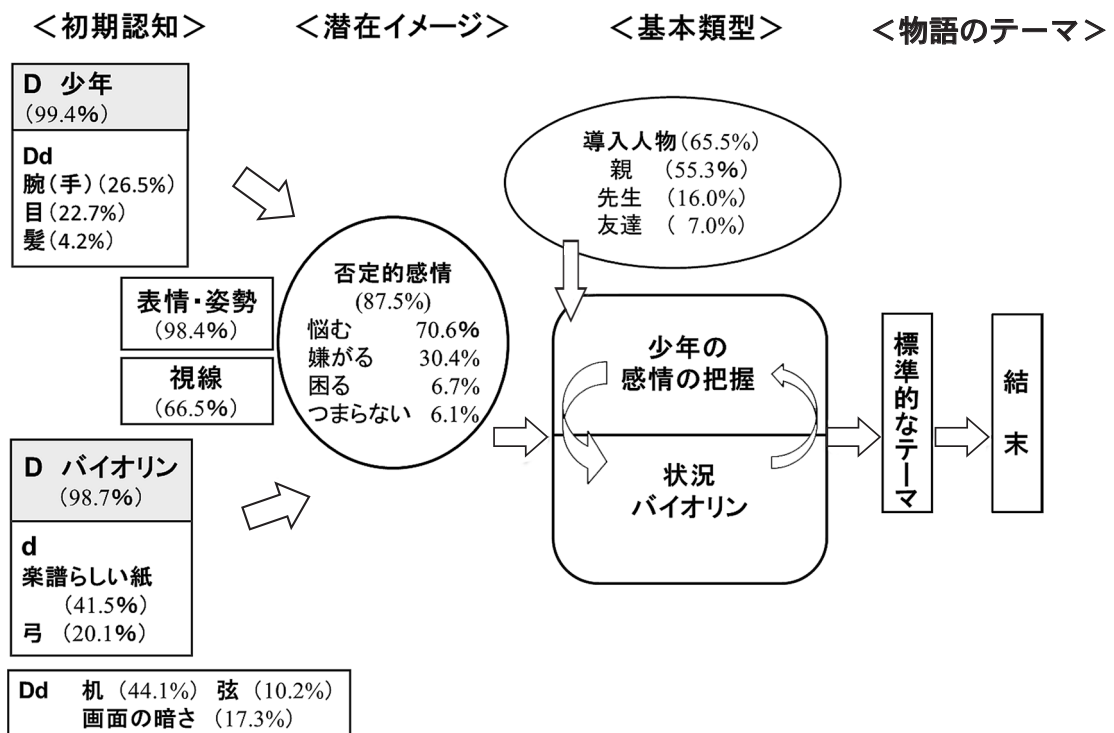 ＜初期認知＞ ＜潜在イメージ＞ ＜基本類型＞ ＜物語のテーマ＞
D 少年
（99.4%）
Dd
腕（手）（26.5%）
目（22.7%）
髪（4.2%）
表情・姿勢
（98.4%）
視線
（66.5%）
D バイオリン
（98.7%）
d
楽譜らしい紙
（41.5%）
弓 （20.1%）
Dd 机 （44.1%） 弦（10.2%）
画面の暗さ （17.3%）
否定的感情
(87.5%)
悩む 70.6%
嫌がる 30.4%
困る 6.7%
つまらない 6.1%
導入人物（65.5%）
親 （55.3%）
先生 （16.0%）
友達 （ 7.0%）
少年の
感情の把握
状況
バイオリン
標準的なテーマ
結末